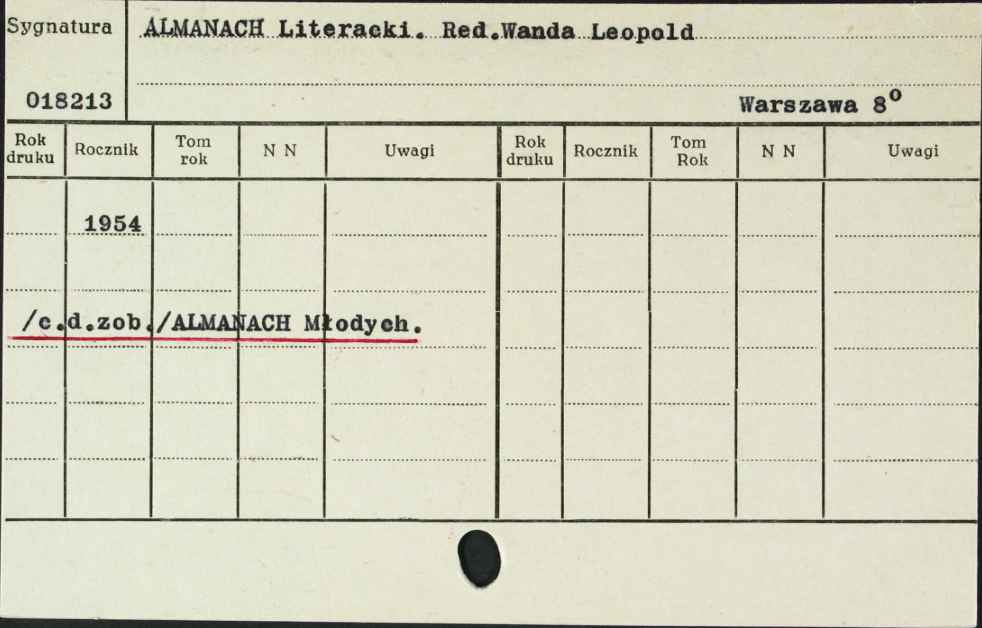 Sygnatura ALMANACH Literacki. Red.Wanda Leopold
018213 Warszawa 8o
Rok druku Rocznik Tom rok N N Uwagi Rok druku Rocznik Tom Rok N N Uwagi
1954
/c.d.zob./ALMANACH Młodych.